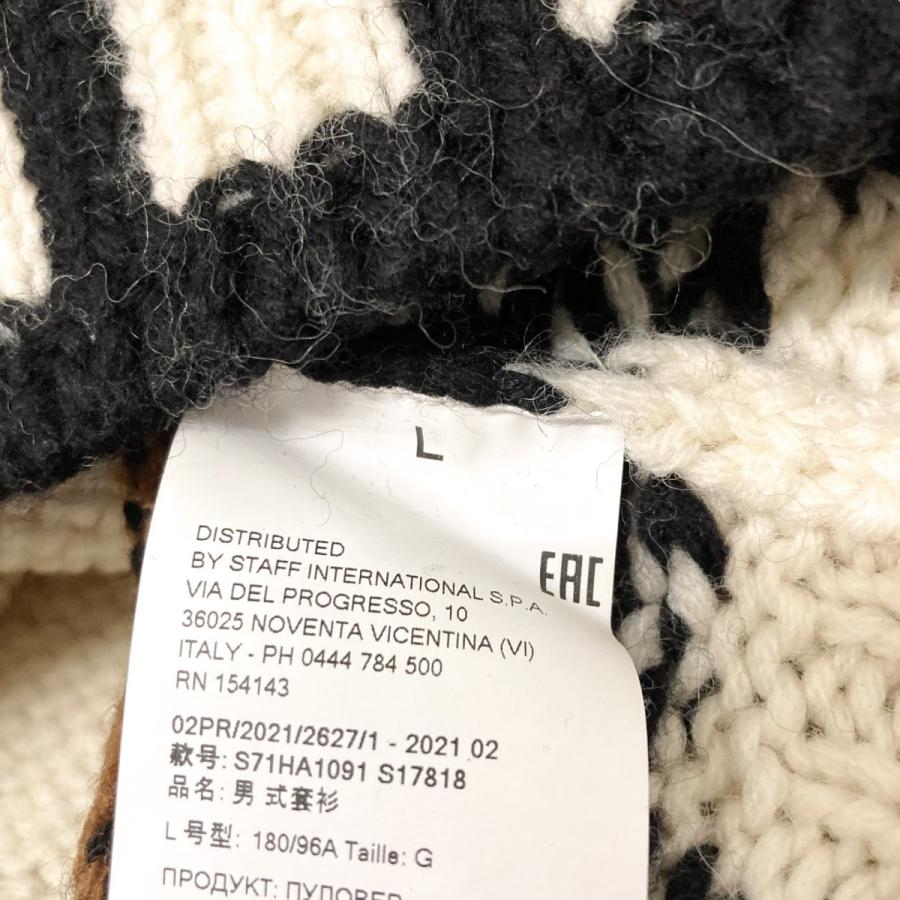 L
DISTRIBUTED
BY STAFF INTERNATIONAL S.P.A.
EAC
VIA DEL PROGRESSO, 10
36025 NOVENTA VICENTINA (VI)
ITALY - PH 0444 784 500
RN 154143
02PR/2021/2627/1 - 2021 02
款号: S71HA1091 S17818
品名: 男 式套衫
L 号型: 180/96A Taille: G
ПРОДУКТ: ПУЛОВЕР